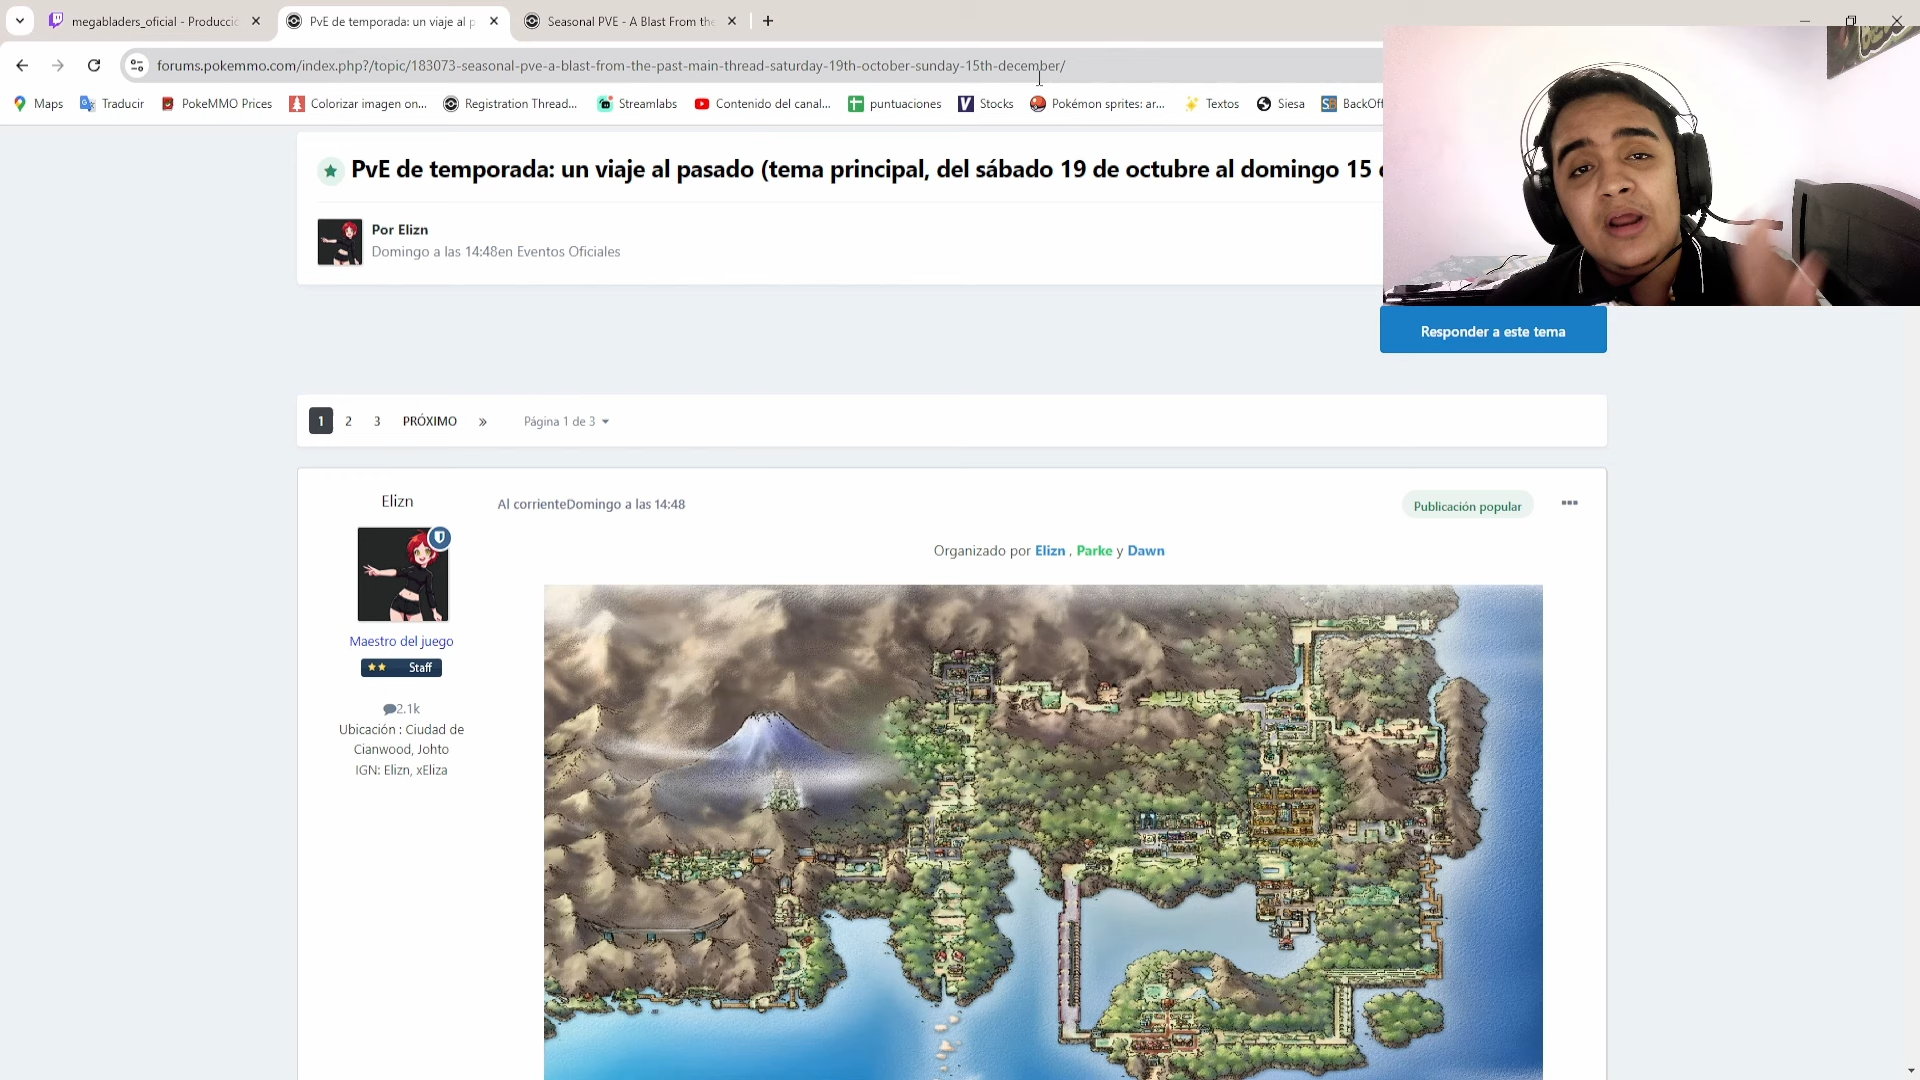 megabladers_oficial - Producció
PvE de temporada: un viaje al p
Seasonal PVE - A Blast From the
forums.pokemmo.com/index.php?/topic/183073-seasonal-pve-a-blast-from-the-past-main-thread-saturday-19th-october-sunday-15th-december/
Maps
Traducir
PokeMMO Prices
Colorizar imagen on...
Registration Thread...
Streamlabs
Contenido del canal...
puntuaciones
Stocks
Pokémon sprites: ar...
Textos
Siesa
BackOff
PvE de temporada: un viaje al pasado (tema principal, del sábado 19 de octubre al domingo 15 d
Por Elizn
Domingo a las 14:48en Eventos Oficiales
Responder a este tema
1 2 3 PRÓXIMO » Página 1 de 3
Elizn
Al corrienteDomingo a las 14:48
Publicación popular
Organizado por Elizn , Parke y Dawn
Maestro del juego
Staff
2.1k
Ubicación : Ciudad de
Cianwood, Johto
IGN: Elizn, xEliza